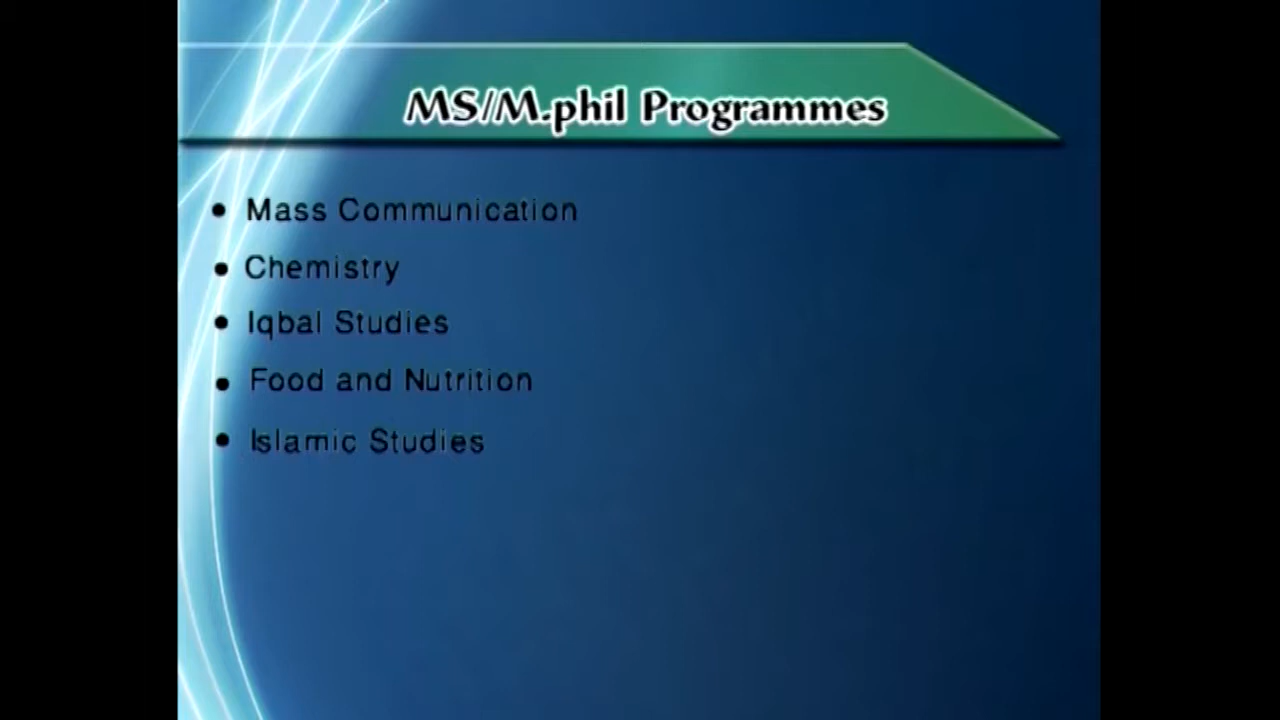 MS/M.phil Programmes
• Mass Communication
• Chemistry
• Iqbal Studies
• Food and Nutrition
• Islamic Studies